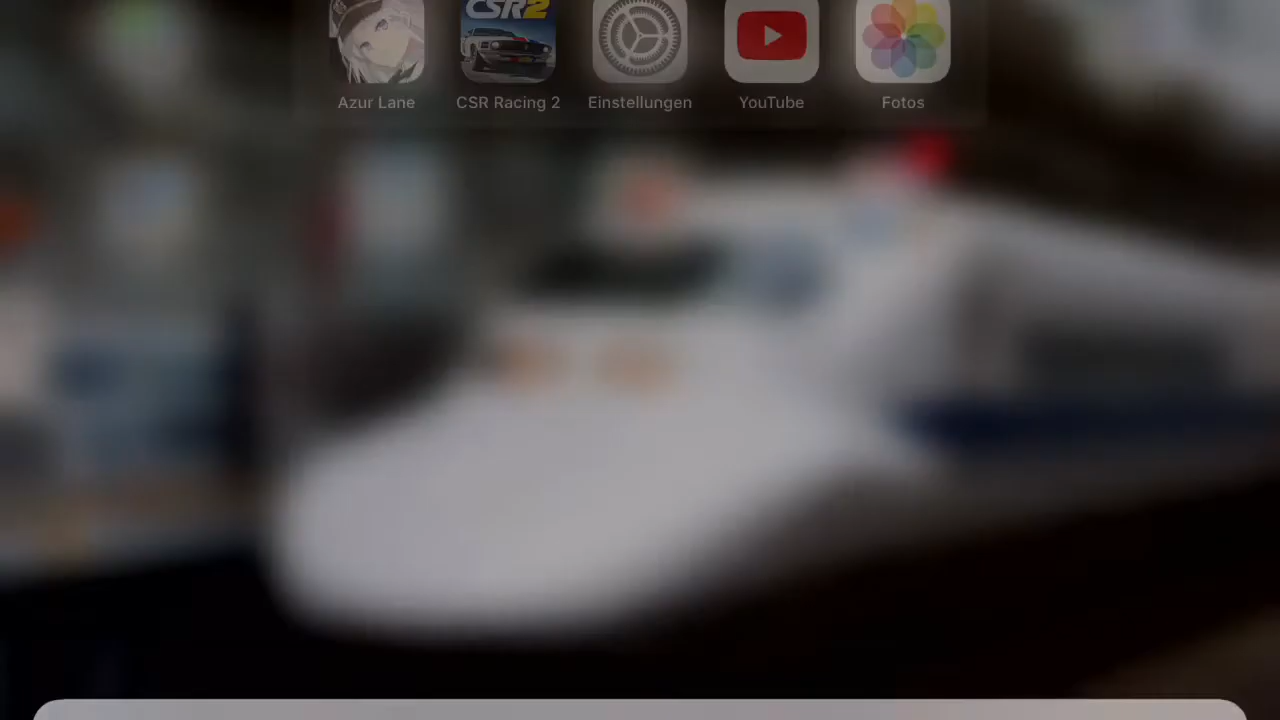 CSR2
Azur Lane
CSR Racing 2
Einstellungen
YouTube
Fotos